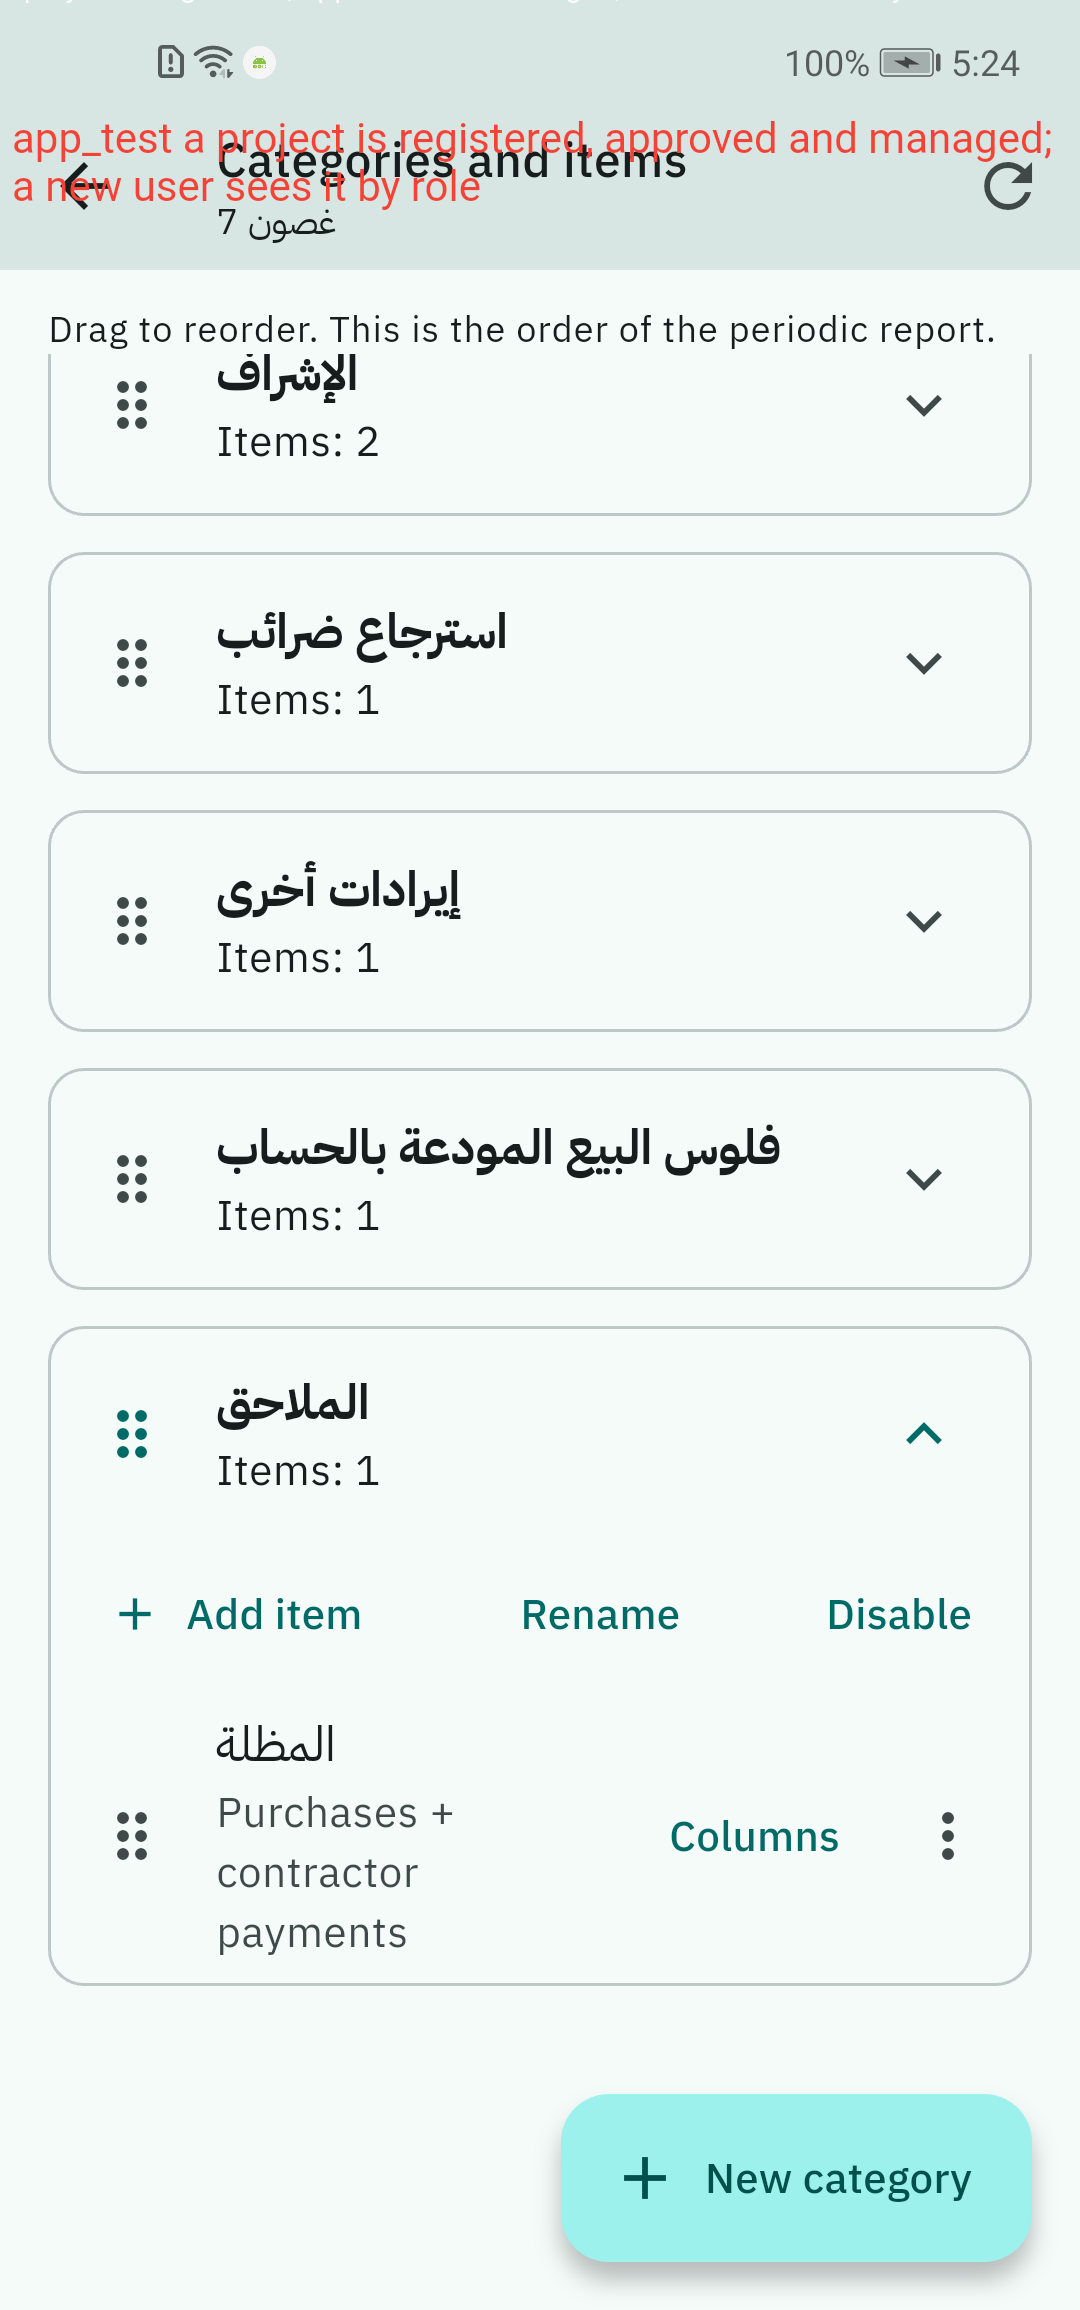 100% 5:24
app_test a project is registered, approved and managed;
a new user sees it by role
Categories and items
غصون 7
Drag to reorder. This is the order of the periodic report.
الإشراف
Items: 2
استرجاع ضرائب
Items: 1
إيرادات أخرى
Items: 1
فلوس البيع المودعة بالحساب
Items: 1
الملاحق
Items: 1
Add item Rename Disable
المظلة
Purchases +
contractor
payments
Columns
New category